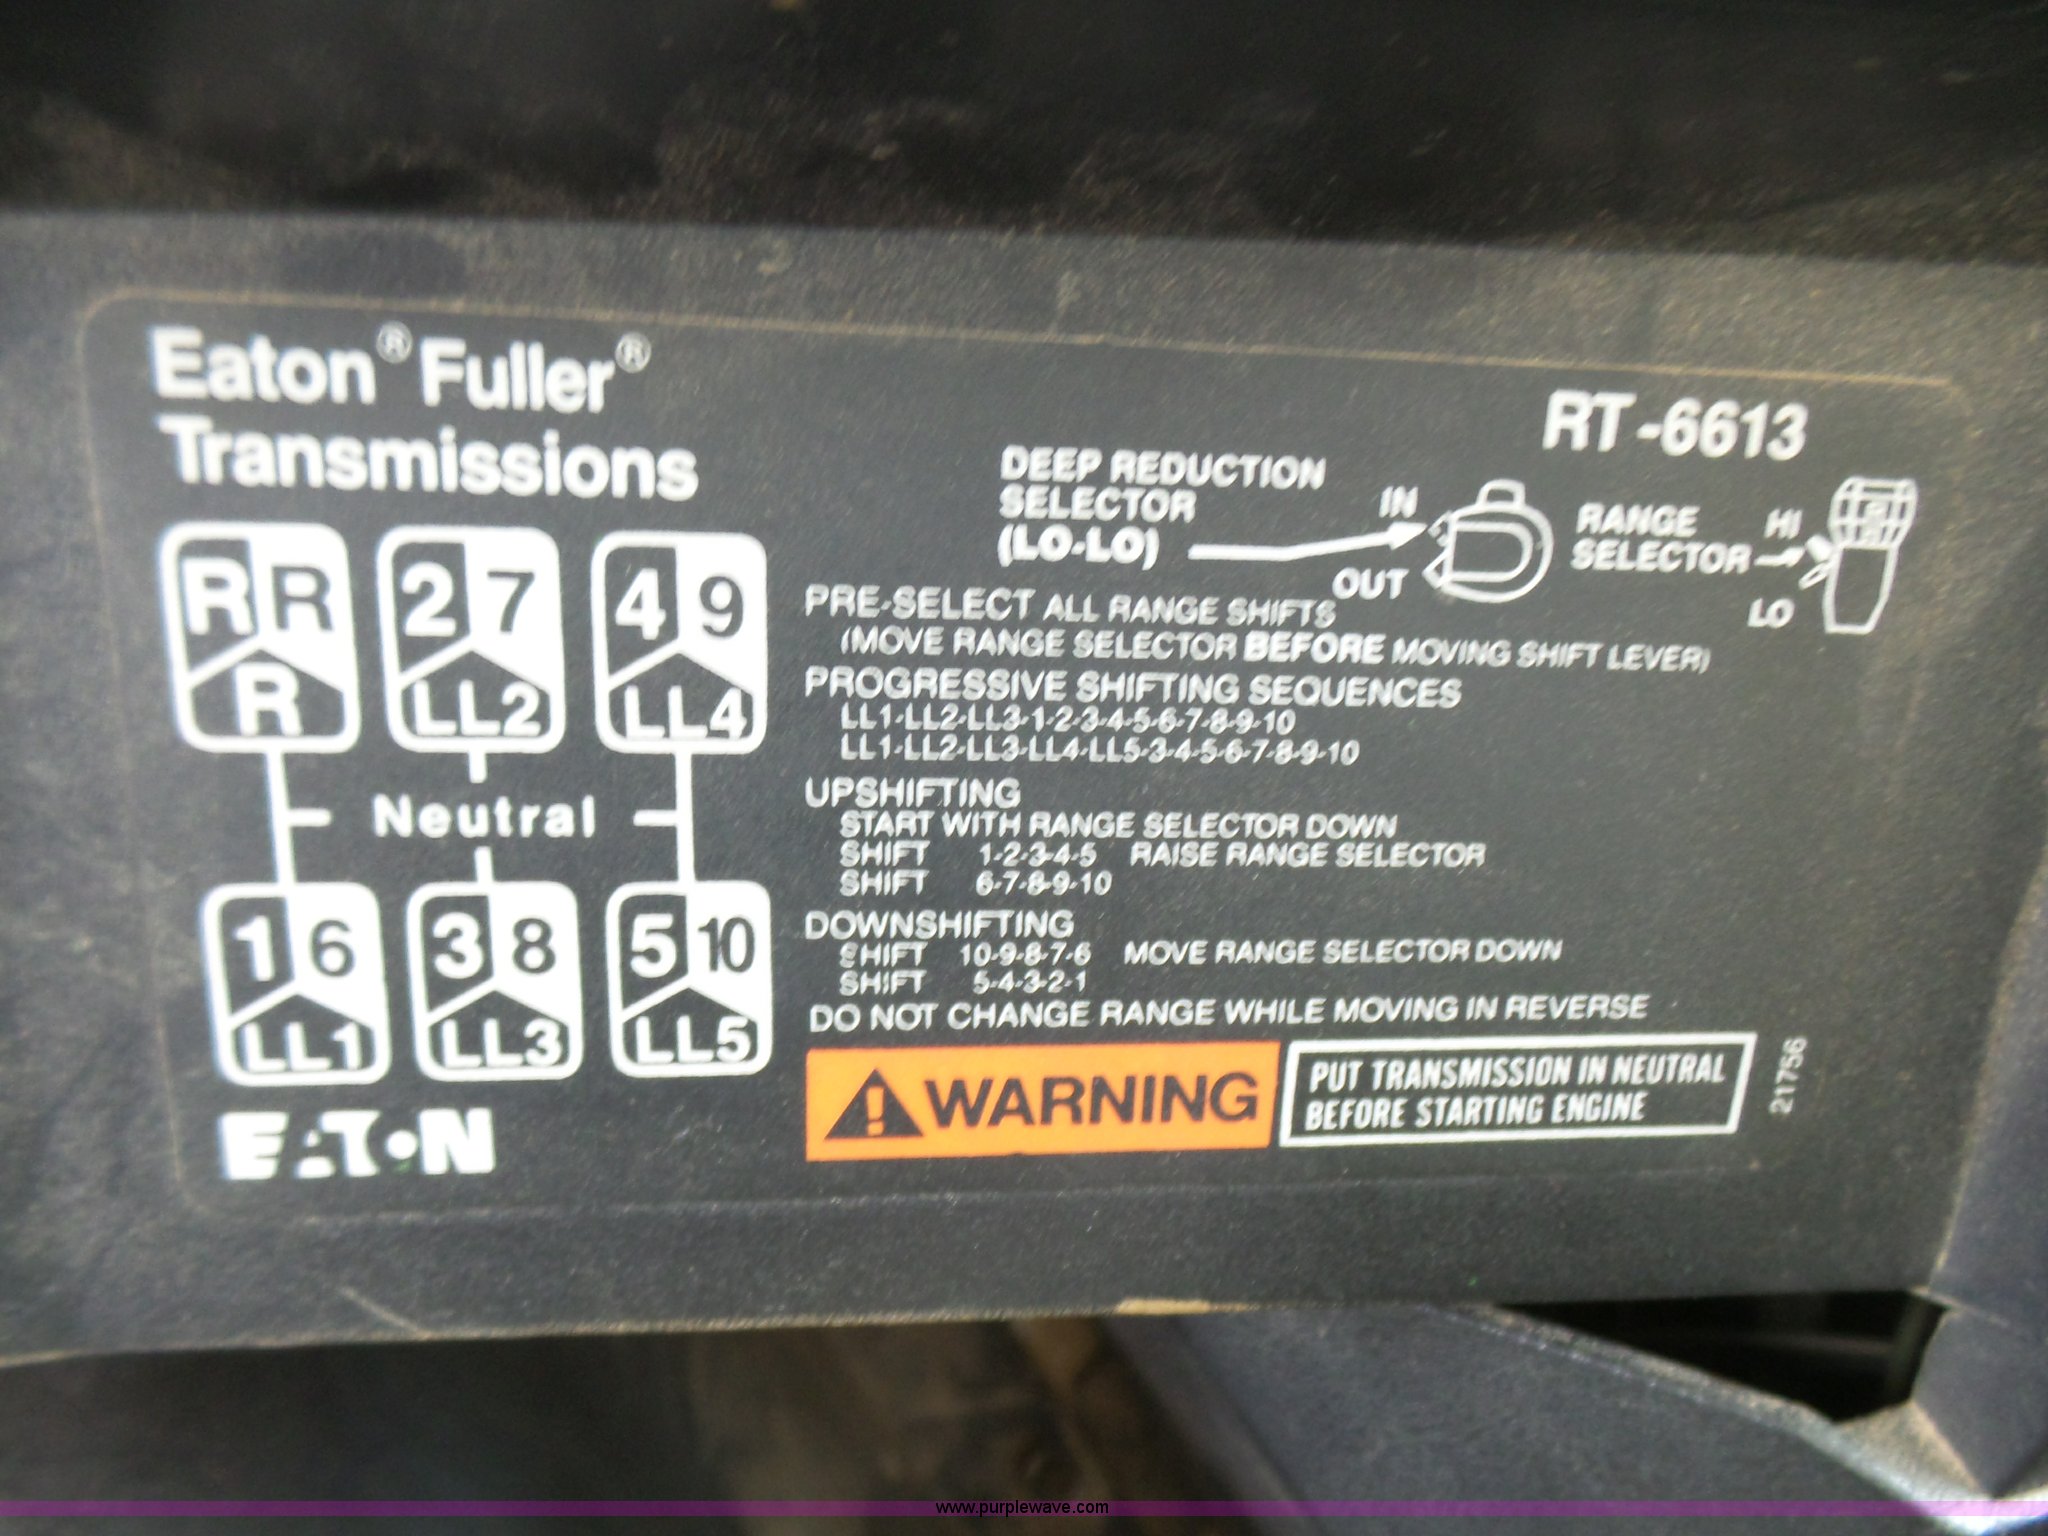 Eaton® Fuller®
Transmissions
RT-6613
DEEP REDUCTION
SELECTOR
(LO-LO)
IN
OUT
RANGE
SELECTOR
HI
LO
R R
R
2 7
LL2
4 9
LL4
Neutral
1 6
LL1
3 8
LL3
5 10
LL5
EATON
PRE-SELECT ALL RANGE SHIFTS
(MOVE RANGE SELECTOR BEFORE MOVING SHIFT LEVER)
PROGRESSIVE SHIFTING SEQUENCES
LL1-LL2-LL3-1-2-3-4-5-6-7-8-9-10
LL1-LL2-LL3-LL4-LL5-3-4-5-6-7-8-9-10
UPSHIFTING
START WITH RANGE SELECTOR DOWN
SHIFT 1-2-3-4-5 RAISE RANGE SELECTOR
SHIFT 6-7-8-9-10
DOWNSHIFTING
SHIFT 10-9-8-7-6 MOVE RANGE SELECTOR DOWN
SHIFT 5-4-3-2-1
DO NOT CHANGE RANGE WHILE MOVING IN REVERSE
WARNING
PUT TRANSMISSION IN NEUTRAL
BEFORE STARTING ENGINE
21756
www.purplewave.com